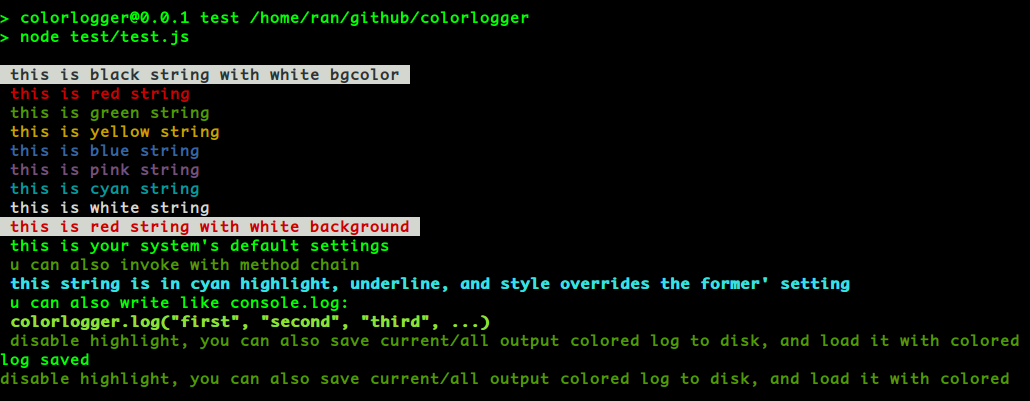 > colorlogger@0.0.1 test /home/ran/github/colorlogger
> node test/test.js
this is black string with white bgcolor
this is red string
this is green string
this is yellow string
this is blue string
this is pink string
this is cyan string
this is white string
this is red string with white background
this is your system's default settings
u can also invoke with method chain
this string is in cyan highlight, underline, and style overrides the former' setting
u can also write like console.log:
colorlogger.log("first", "second", "third", ...)
disable highlight, you can also save current/all output colored log to disk, and load it with colored
log saved
disable highlight, you can also save current/all output colored log to disk, and load it with colored